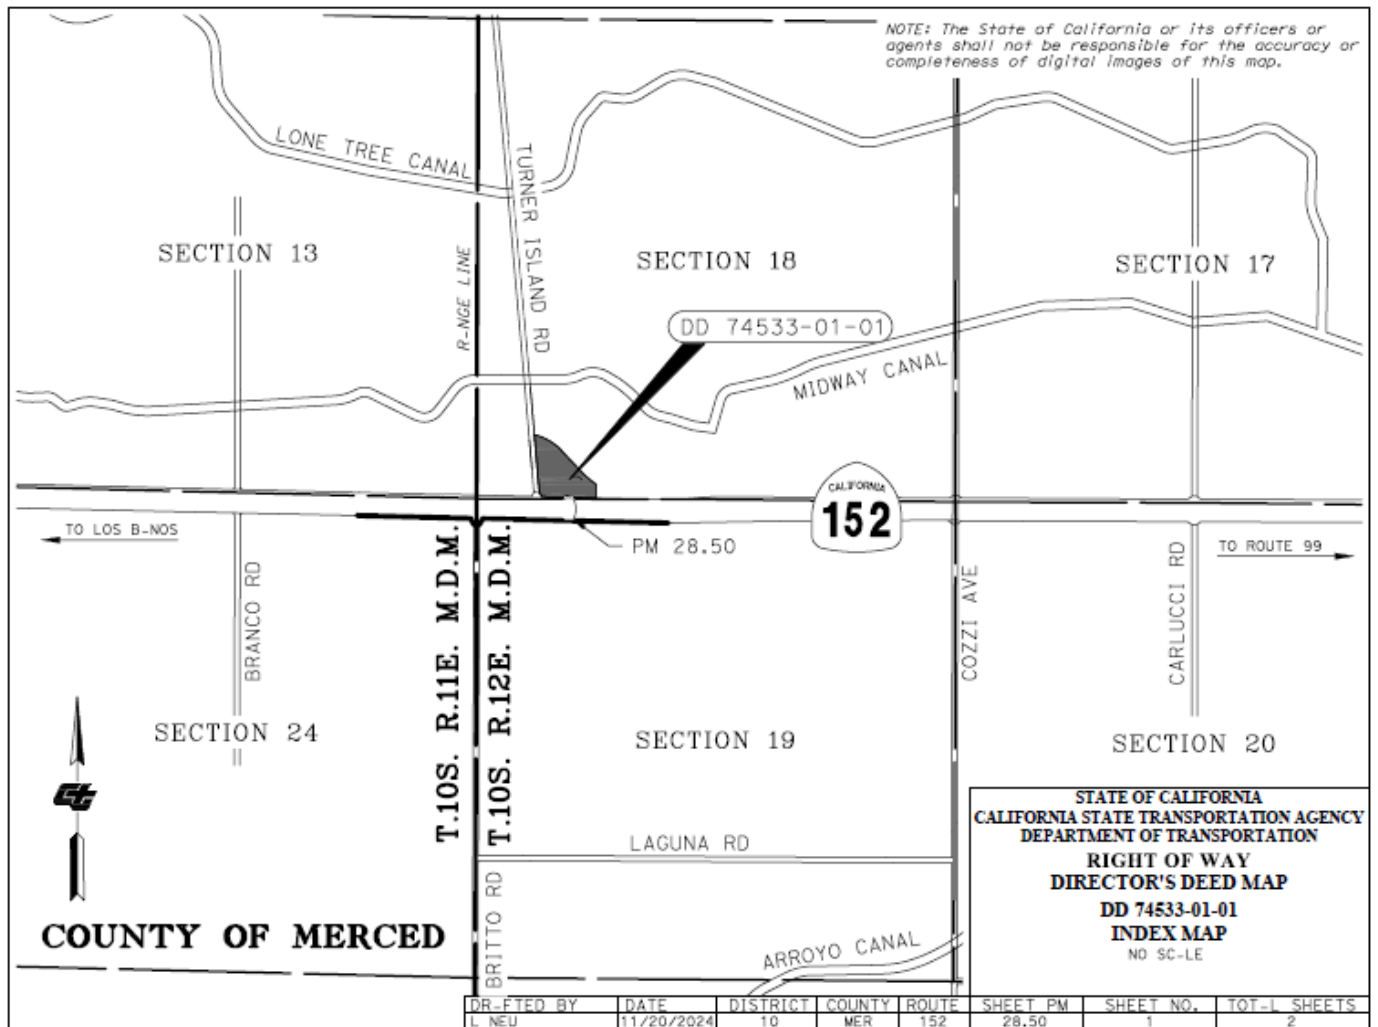 NOTE: The State of California or its officers or
agents shall not be responsible for the accuracy or
completeness of digital images of this map.
LONE TREE CANAL
TURNER ISLAND RD
SECTION 13
R-NGE LINE
SECTION 18
SECTION 17
DD 74533-01-01
MIDWAY CANAL
CALIFORNIA
152
TO LOS B-NOS
PM 28.50
TO ROUTE 99
BRANCO RD
T.10S. R.11E. M.D.M.
T.10S. R.12E. M.D.M.
COZZI AVE
CARLUCCI RD
SECTION 24
SECTION 19
SECTION 20
LAGUNA RD
BRITTO RD
ARROYO CANAL
COUNTY OF MERCED
STATE OF CALIFORNIA
CALIFORNIA STATE TRANSPORTATION AGENCY
DEPARTMENT OF TRANSPORTATION
RIGHT OF WAY
DIRECTOR'S DEED MAP
DD 74533-01-01
INDEX MAP
NO SC-LE
DR-FTED BY DATE DISTRICT COUNTY ROUTE SHEET PM SHEET NO. TOT-L SHEETS
L NEU 11/20/2024 10 MER 152 28.50 1 2